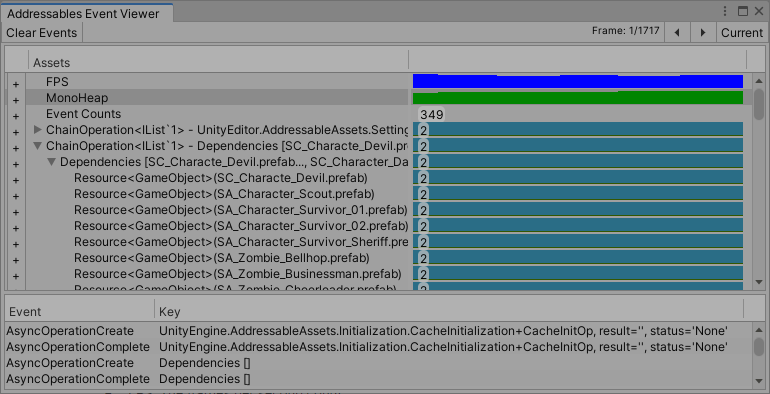 Addressables Event Viewer
Clear Events Frame: 1/1717 Current
Assets
+ FPS
+ MonoHeap
+ Event Counts 349
+ ChainOperation<IList`1> - UnityEditor.AddressableAssets.Setting 2
+ ChainOperation<IList`1> - Dependencies [SC_Characte_Devil.pr 2
+ Dependencies [SC_Characte_Devil.prefab..., SC_Character_Da 2
+ Resource<GameObject>(SC_Characte_Devil.prefab) 2
+ Resource<GameObject>(SA_Character_Scout.prefab) 2
+ Resource<GameObject>(SA_Character_Survivor_01.prefab) 2
+ Resource<GameObject>(SA_Character_Survivor_02.prefab) 2
+ Resource<GameObject>(SA_Character_Survivor_Sheriff.pre 2
+ Resource<GameObject>(SA_Zombie_Bellhop.prefab) 2
+ Resource<GameObject>(SA_Zombie_Businessman.prefab) 2
Resource<GameObject>(SA_Zombie_Cheerleader.prefab) 2
Event Key
AsyncOperationCreate UnityEngine.AddressableAssets.Initialization.CacheInitialization+CacheInitOp, result='', status='None'
AsyncOperationComplete UnityEngine.AddressableAssets.Initialization.CacheInitialization+CacheInitOp, result='', status='None'
AsyncOperationCreate Dependencies []
AsyncOperationComplete Dependencies []